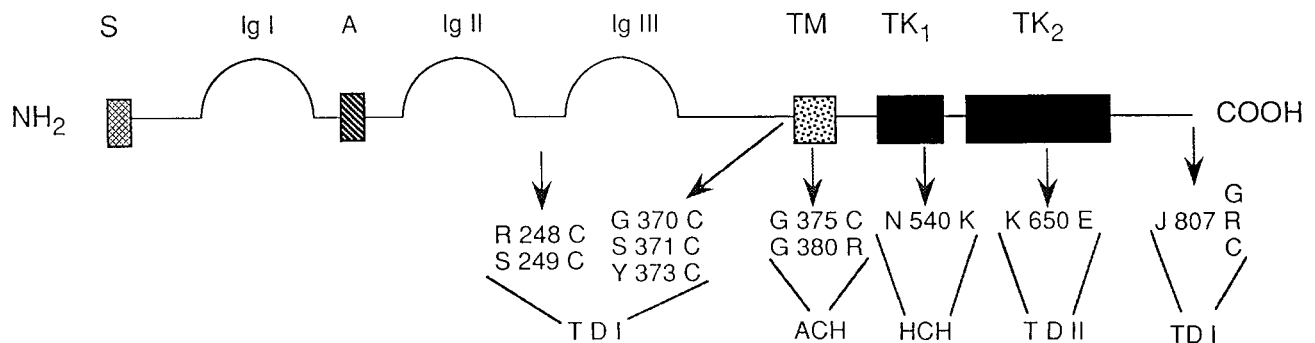 S Ig I A Ig II Ig III TM TK₁ TK₂
NH₂ COOH
R 248 C
S 249 C
G 370 C
S 371 C
Y 373 C
G 375 C
G 380 R
N 540 K
K 650 E
J 807 G R C
T D I ACH HCH T D II TD I